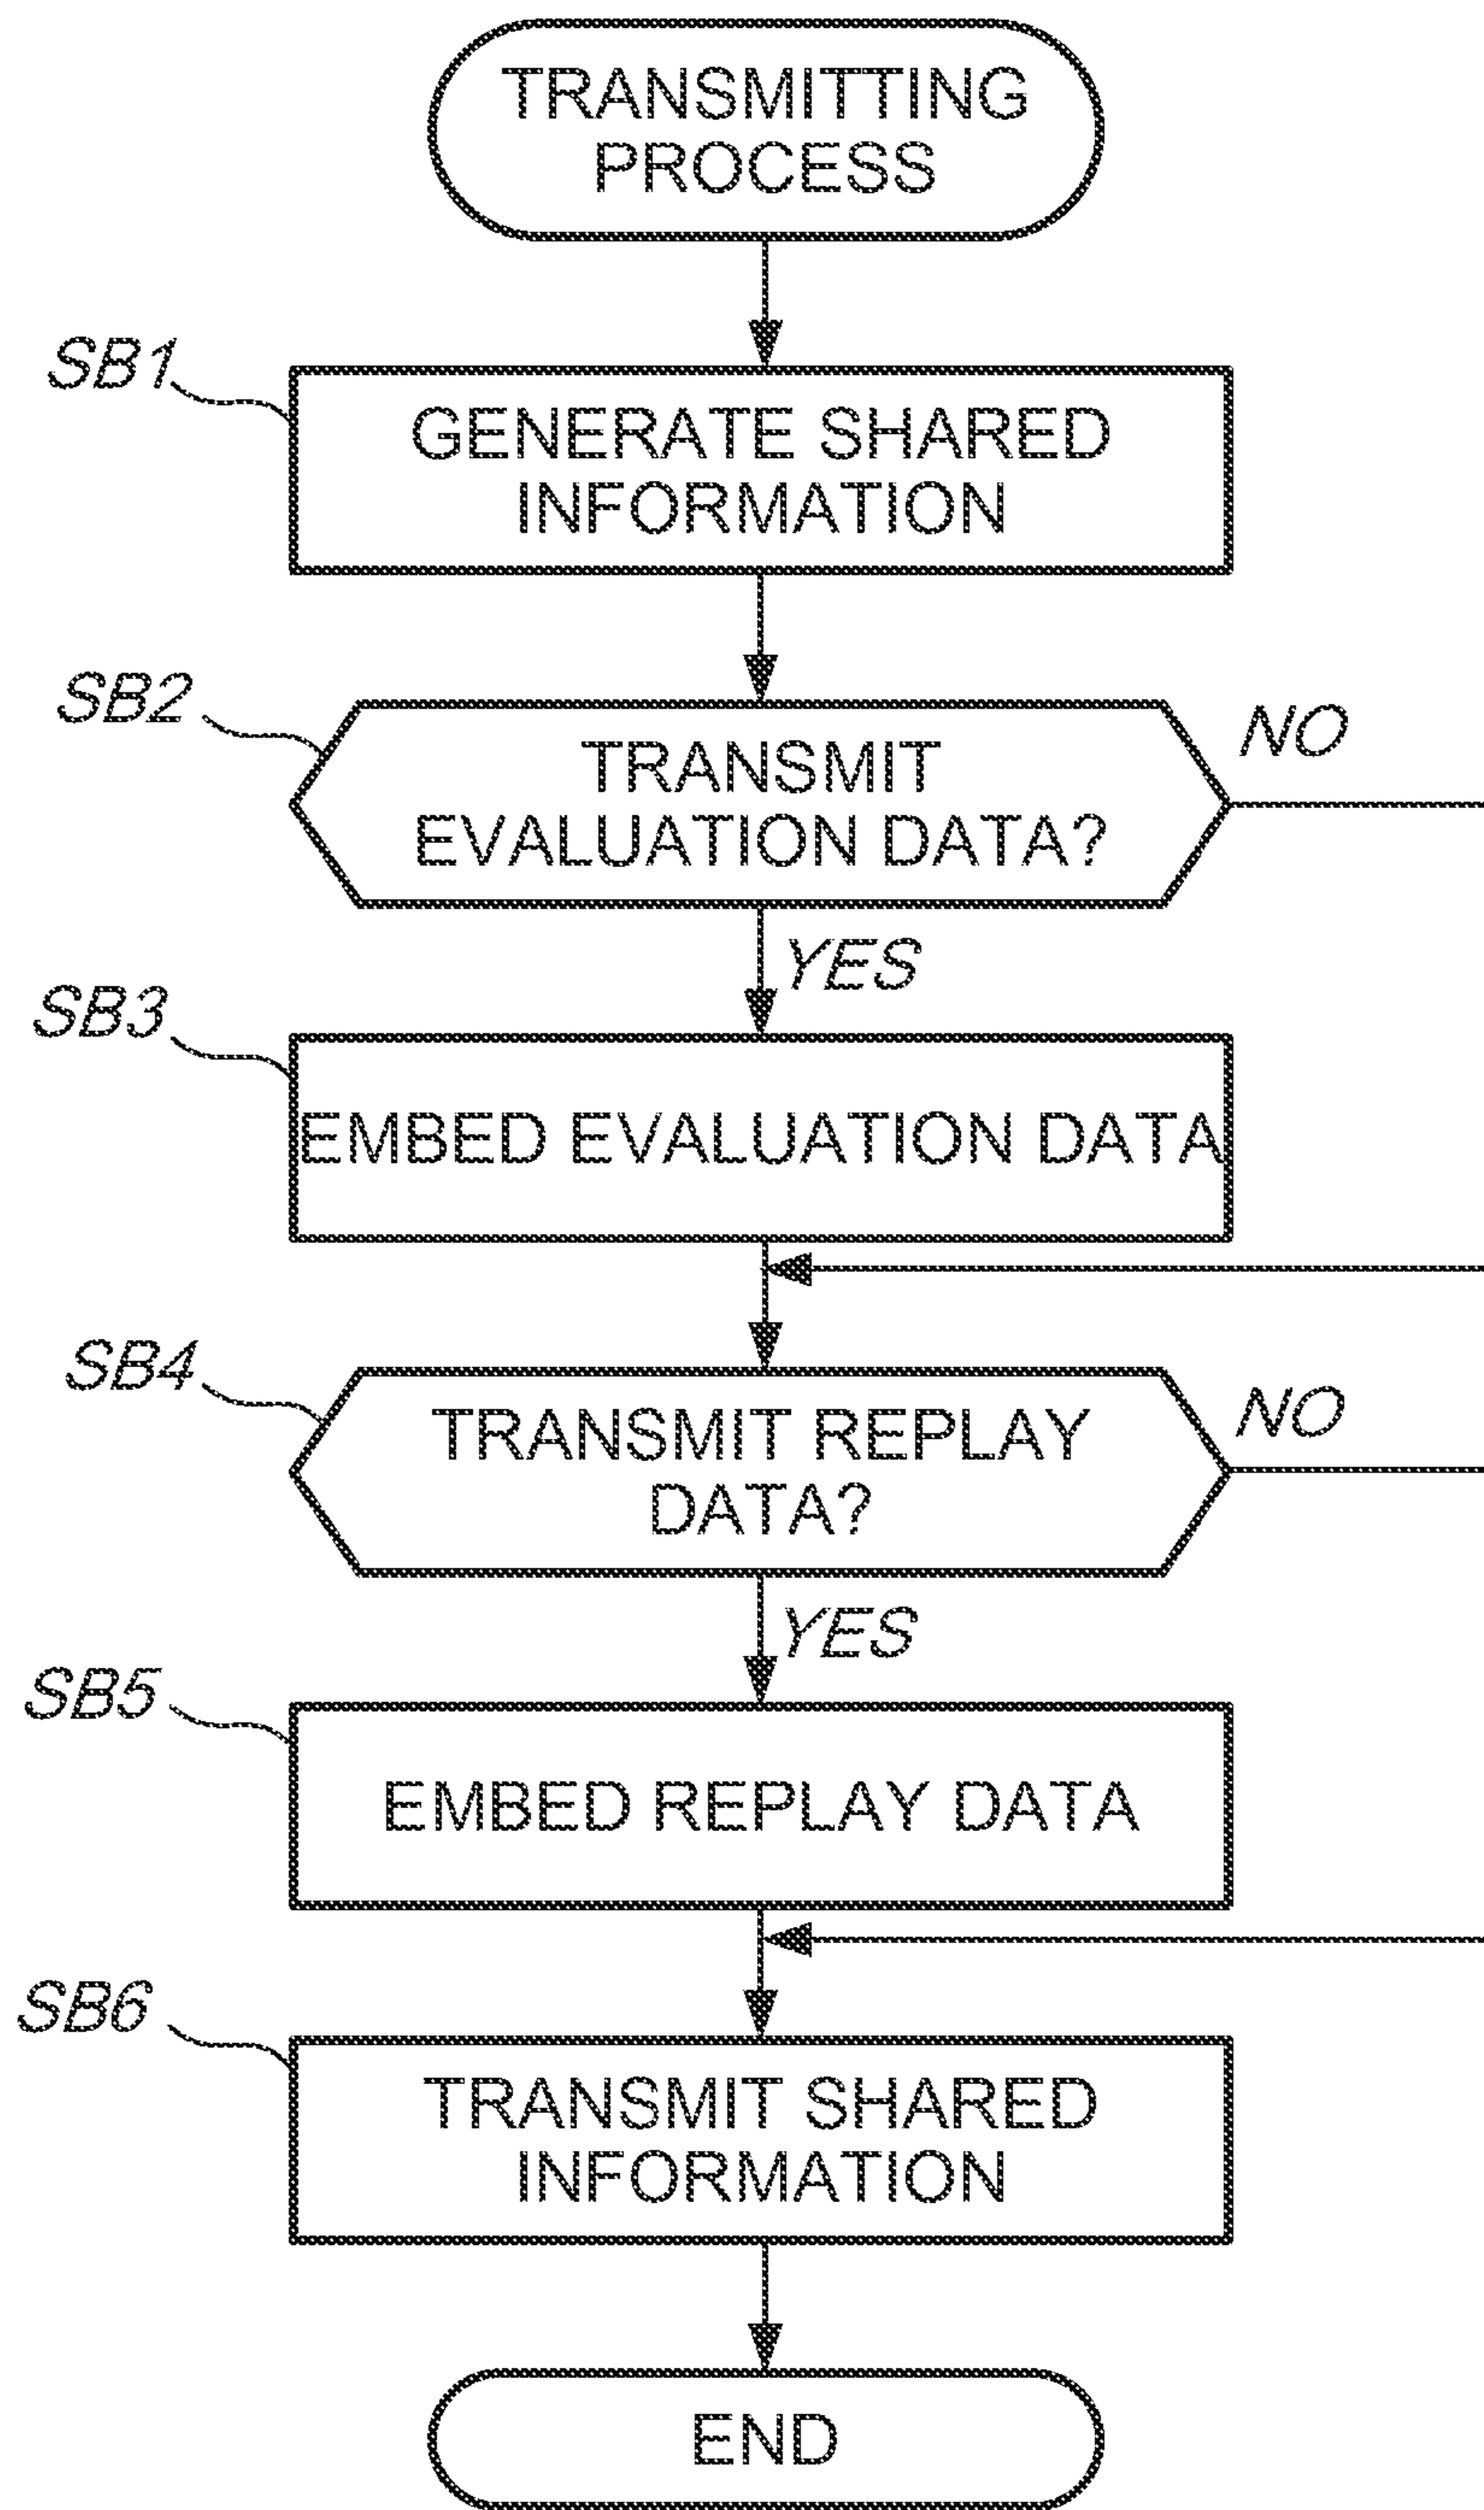 TRANSMITTING
PROCESS
SB1
GENERATE SHARED
INFORMATION
SB2
TRANSMIT
EVALUATION DATA?
NO
YES
SB3
EMBED EVALUATION DATA
SB4
TRANSMIT REPLAY
DATA?
NO
YES
SB5
EMBED REPLAY DATA
SB6
TRANSMIT SHARED
INFORMATION
END